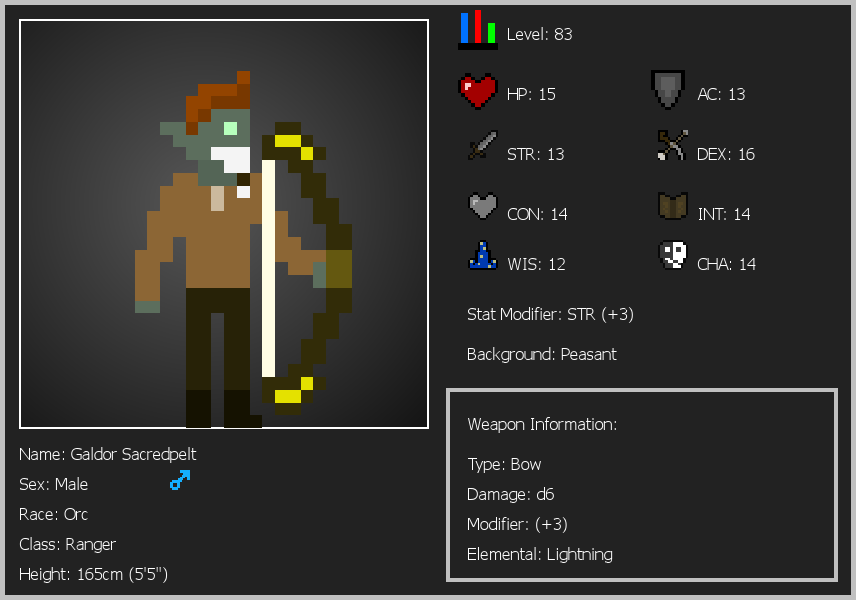 Level: 83
HP: 15
AC: 13
STR: 13
DEX: 16
CON: 14
INT: 14
WIS: 12
CHA: 14
Stat Modifier: STR (+3)
Background: Peasant
Weapon Information:
Type: Bow
Damage: d6
Modifier: (+3)
Elemental: Lightning
Name: Galdor Sacredpelt
Sex: Male
Race: Orc
Class: Ranger
Height: 165cm (5'5")